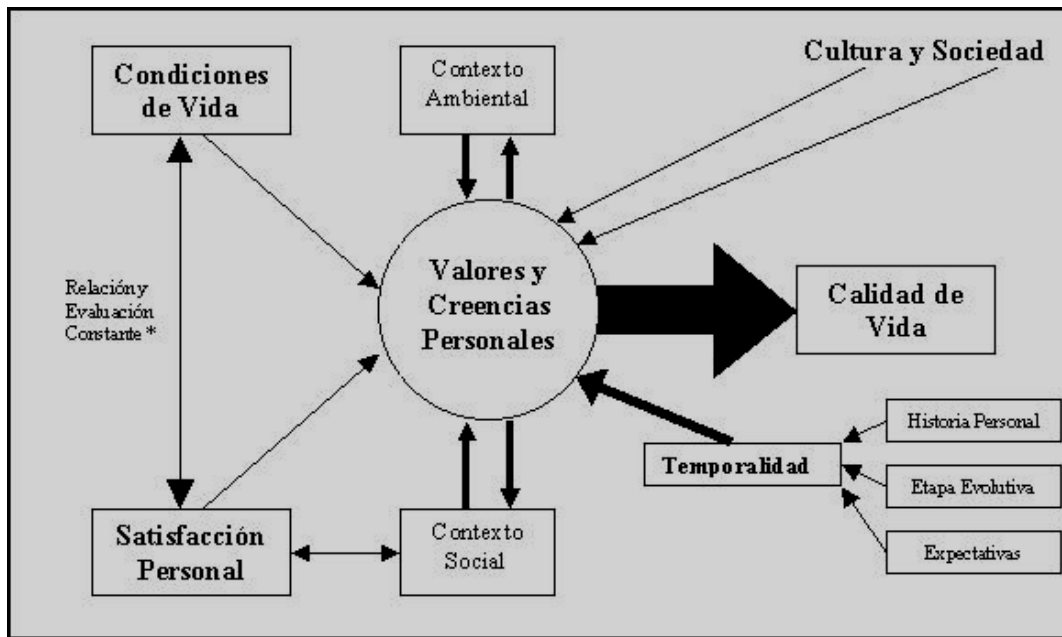 Condiciones
de Vida
Contexto
Ambiental
Cultura y Sociedad
Relación y
Evaluación
Constante *
Valores y
Creencias
Personales
Calidad de
Vida
Historia Personal
Temporalidad
Etapa Evolutiva
Expectativas
Satisfacción
Personal
Contexto
Social